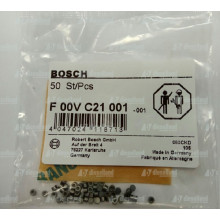 BOSCH
50 St/Pcs
F 00V C21 001 -001
4 047024 118713
Robert Bosch GmbH
Auf der Breit 4
76227 Karlsruhe
Germany
Made in Germany
Fabriqué en Allemagne